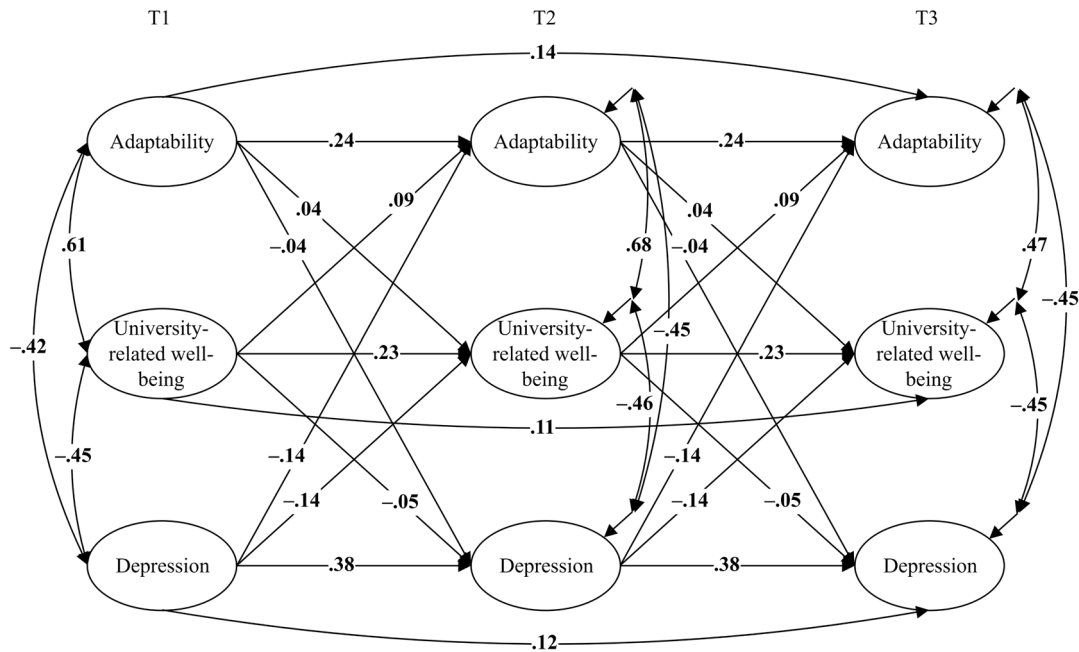 T1
T2
T3
.14
Adaptability
.24
Adaptability
.24
Adaptability
.04
.09
.04
.09
–.04
–.04
.61
.68
.47
–.45
University-
related well-
being
.23
University-
related well-
being
.23
University-
related well-
being
–.42
–.45
–.46
–.45
.11
–.45
–.14
–.14
–.14
–.05
–.14
–.05
Depression
.38
Depression
.38
Depression
.12